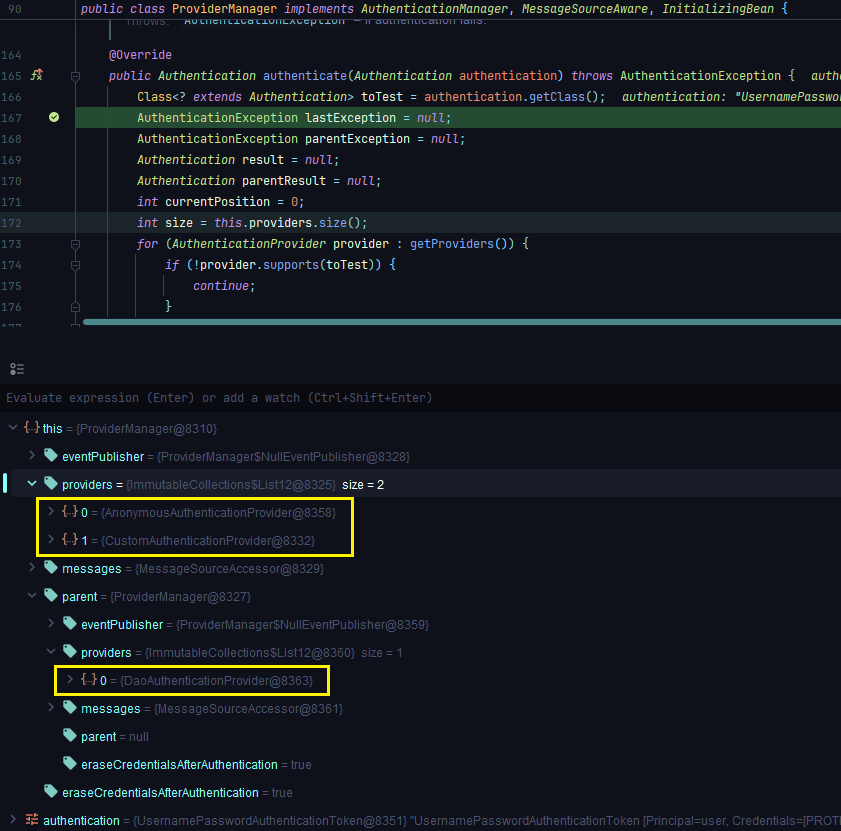 90 public class ProviderManager implements AuthenticationManager, MessageSourceAware, InitializingBean {
Throws: AuthenticationException – if authentication fails.
164 @Override
165 public Authentication authenticate(Authentication authentication) throws AuthenticationException { auth
166 Class<? extends Authentication> toTest = authentication.getClass(); authentication: "UsernamePasswor
167 AuthenticationException lastException = null;
168 AuthenticationException parentException = null;
169 Authentication result = null;
170 Authentication parentResult = null;
171 int currentPosition = 0;
172 int size = this.providers.size();
173 for (AuthenticationProvider provider : getProviders()) {
174 if (!provider.supports(toTest)) {
175 continue;
176 }
177
Evaluate expression (Enter) or add a watch (Ctrl+Shift+Enter)
{..} this = {ProviderManager@8310}
eventPublisher = {ProviderManager$NullEventPublisher@8328}
providers = {ImmutableCollections$List12@8325} size = 2
{..} 0 = {AnonymousAuthenticationProvider@8358}
{..} 1 = {CustomAuthenticationProvider@8332}
messages = {MessageSourceAccessor@8329}
parent = {ProviderManager@8327}
eventPublisher = {ProviderManager$NullEventPublisher@8359}
providers = {ImmutableCollections$List12@8360} size = 1
{..} 0 = {DaoAuthenticationProvider@8363}
messages = {MessageSourceAccessor@8361}
parent = null
eraseCredentialsAfterAuthentication = true
eraseCredentialsAfterAuthentication = true
authentication = {UsernamePasswordAuthenticationToken@8351} "UsernamePasswordAuthenticationToken [Principal=user, Credentials=[PROT